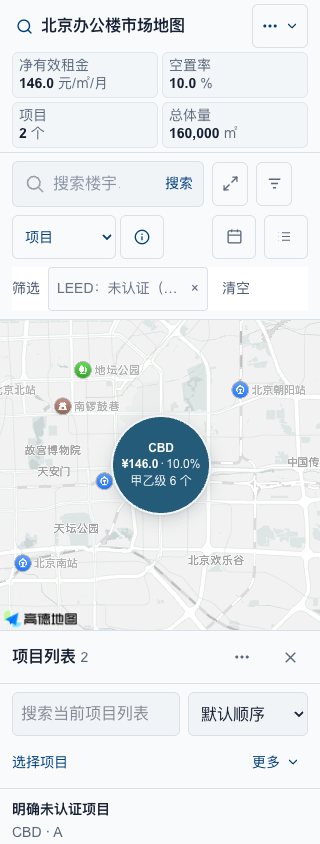 北京办公楼市场地图
净有效租金
146.0 元/㎡/月
空置率
10.0 %
项目
2 个
总体量
160,000 ㎡
搜索楼宇.
搜索
项目
筛选
LEED：未认证（...
×
清空
地坛公园
京北站
北京朝阳站
南锣鼓巷
故宫博物院
天安门
CBD
¥146.0 · 10.0%
甲乙级 6 个
中国传
天坛公园
北京南站
北京欢乐谷
高德地图
项目列表 2
搜索当前项目列表
默认顺序
选择项目
更多
明确未认证项目
CBD · A